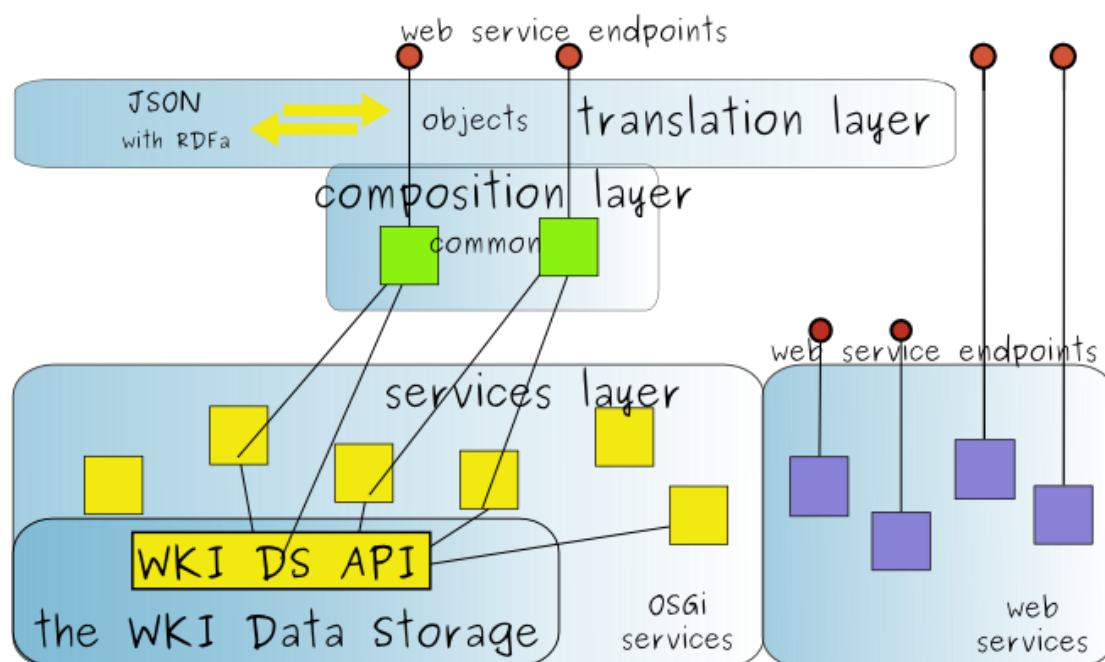 web service endpoints
JSON
with RDFa
objects
translation layer
composition layer
common
web service endpoints
services layer
WKI DS API
the WKI Data Storage
OSGi
services
web
services